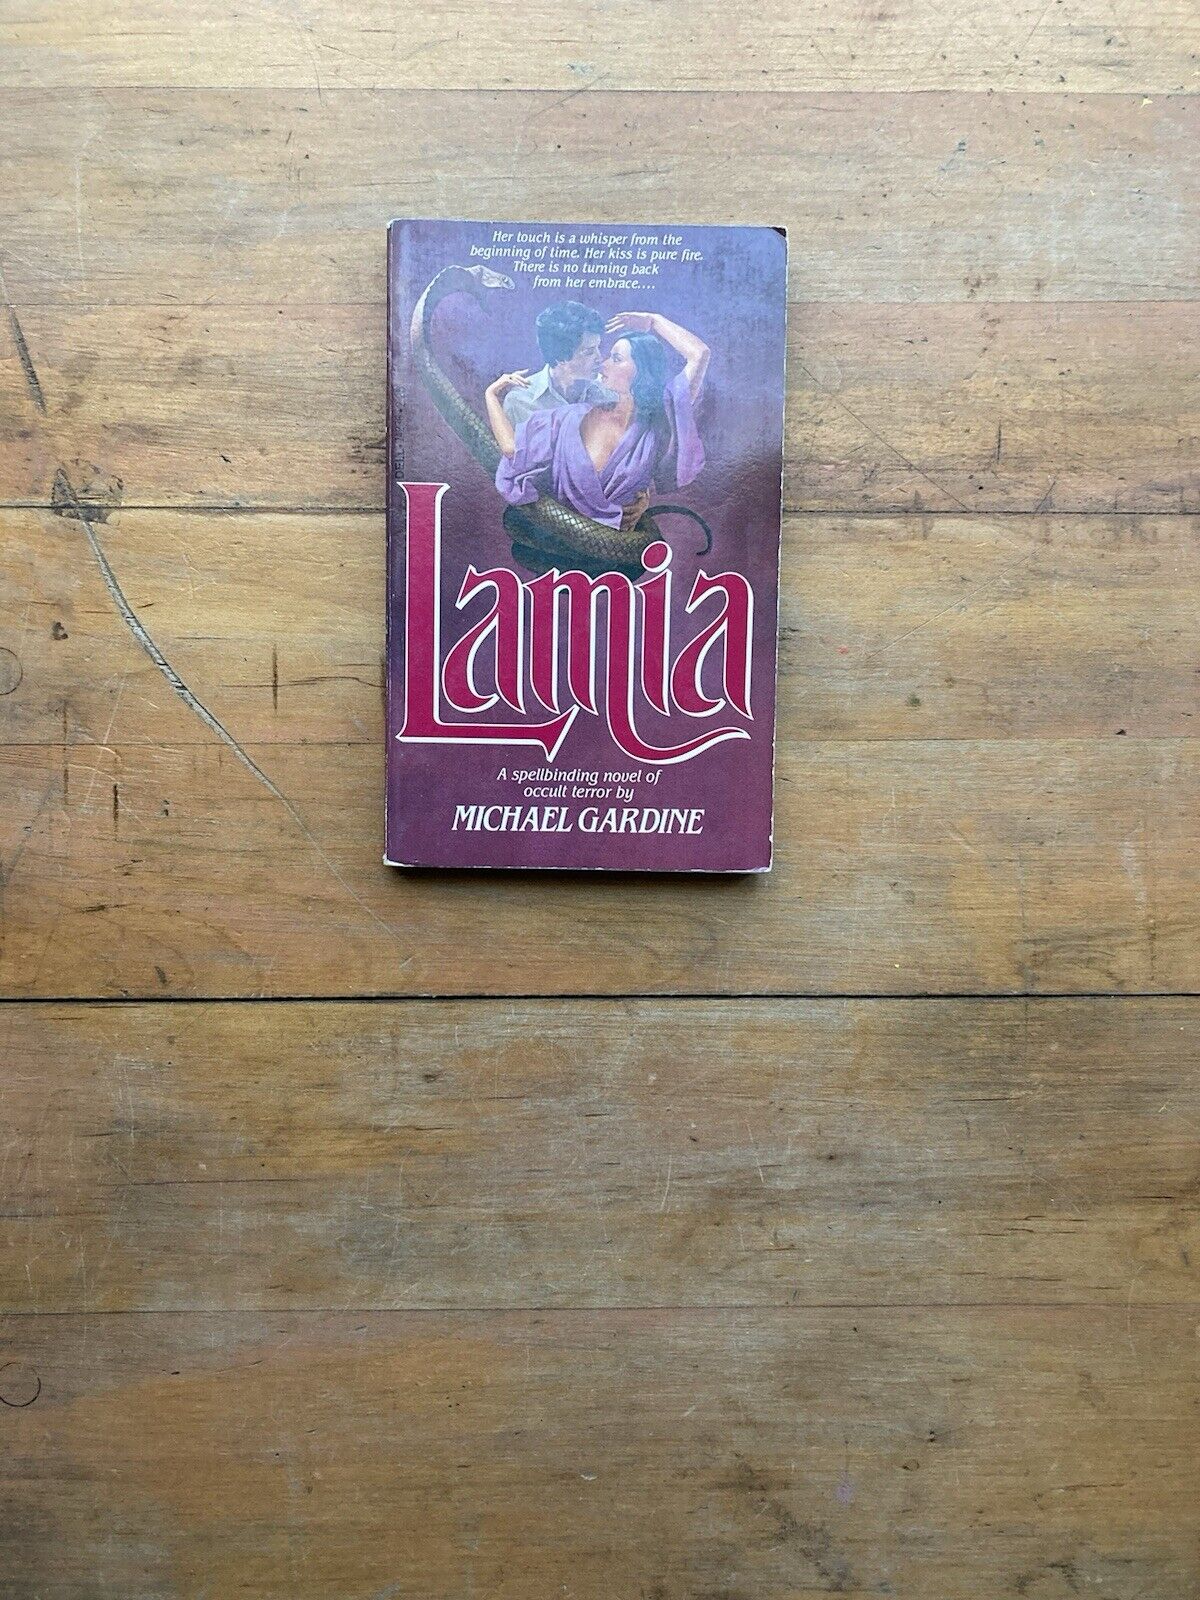 Her touch is a whisper from the
beginning of time. Her kiss is pure fire.
There is no turning back
from her embrace....
DELL
Lamia
A spellbinding novel of
occult terror by
MICHAEL GARDINE